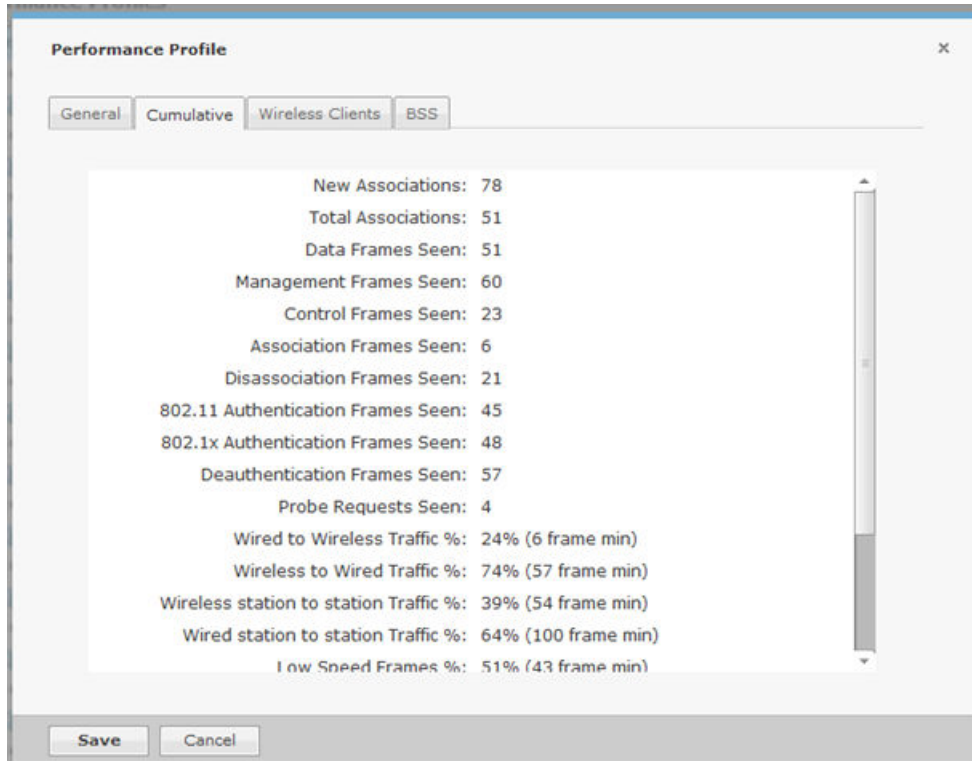 Performance Profile
×
General Cumulative Wireless Clients BSS
New Associations: 78
Total Associations: 51
Data Frames Seen: 51
Management Frames Seen: 60
Control Frames Seen: 23
Association Frames Seen: 6
Disassociation Frames Seen: 21
802.11 Authentication Frames Seen: 45
802.1x Authentication Frames Seen: 48
Deauthentication Frames Seen: 57
Probe Requests Seen: 4
Wired to Wireless Traffic %: 24% (6 frame min)
Wireless to Wired Traffic %: 74% (57 frame min)
Wireless station to station Traffic %: 39% (54 frame min)
Wired station to station Traffic %: 64% (100 frame min)
Low Speed Frames %: 51% (43 frame min)
Save Cancel